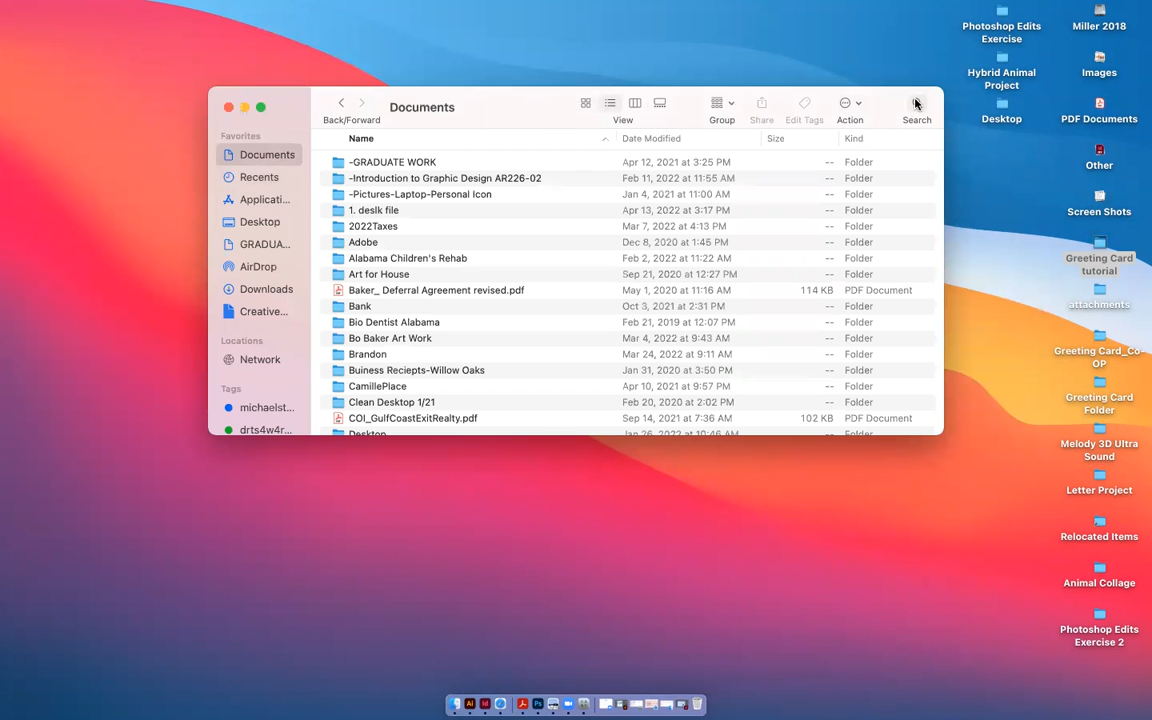 Photoshop Edits
Exercise
Miller 2018
Hybrid Animal
Project
Images
Desktop
PDF Documents
Other
Screen Shots
Greeting Card
tutorial
attachments
Greeting Card_Co-
OP
Greeting Card
Folder
Melody 3D Ultra
Sound
Letter Project
Relocated Items
Animal Collage
Photoshop Edits
Exercise 2
Favorites
Documents
Recents
Applicati...
Desktop
GRADUA...
AirDrop
Downloads
Creative...
Locations
Network
Tags
michaelst...
drts4w4r...
Back/Forward
Documents
View
Group
Share
Edit Tags
Action
Search
Name Date Modified Size Kind
-GRADUATE WORK Apr 12, 2021 at 3:25 PM -- Folder
-Introduction to Graphic Design AR226-02 Feb 11, 2022 at 11:55 AM -- Folder
-Pictures-Laptop-Personal Icon Jan 4, 2021 at 11:00 AM -- Folder
1. deslk file Apr 13, 2022 at 3:17 PM -- Folder
2022Taxes Mar 7, 2022 at 4:13 PM -- Folder
Adobe Dec 8, 2020 at 1:45 PM -- Folder
Alabama Children's Rehab Feb 2, 2022 at 11:22 AM -- Folder
Art for House Sep 21, 2020 at 12:27 PM -- Folder
Baker_ Deferral Agreement revised.pdf May 1, 2020 at 11:16 AM 114 KB PDF Document
Bank Oct 3, 2021 at 2:31 PM -- Folder
Bio Dentist Alabama Feb 21, 2019 at 12:07 PM -- Folder
Bo Baker Art Work Mar 4, 2022 at 9:43 AM -- Folder
Brandon Mar 24, 2022 at 9:11 AM -- Folder
Buiness Reciepts-Willow Oaks Jan 31, 2020 at 3:50 PM -- Folder
CamillePlace Apr 10, 2021 at 9:57 PM -- Folder
Clean Desktop 1/21 Feb 20, 2020 at 2:02 PM -- Folder
COI_GulfCoastExitRealty.pdf Sep 14, 2021 at 7:36 AM 102 KB PDF Document
Desktop Jan 26, 2022 at 10:46 AM -- Folder
Ai
Id
Ps